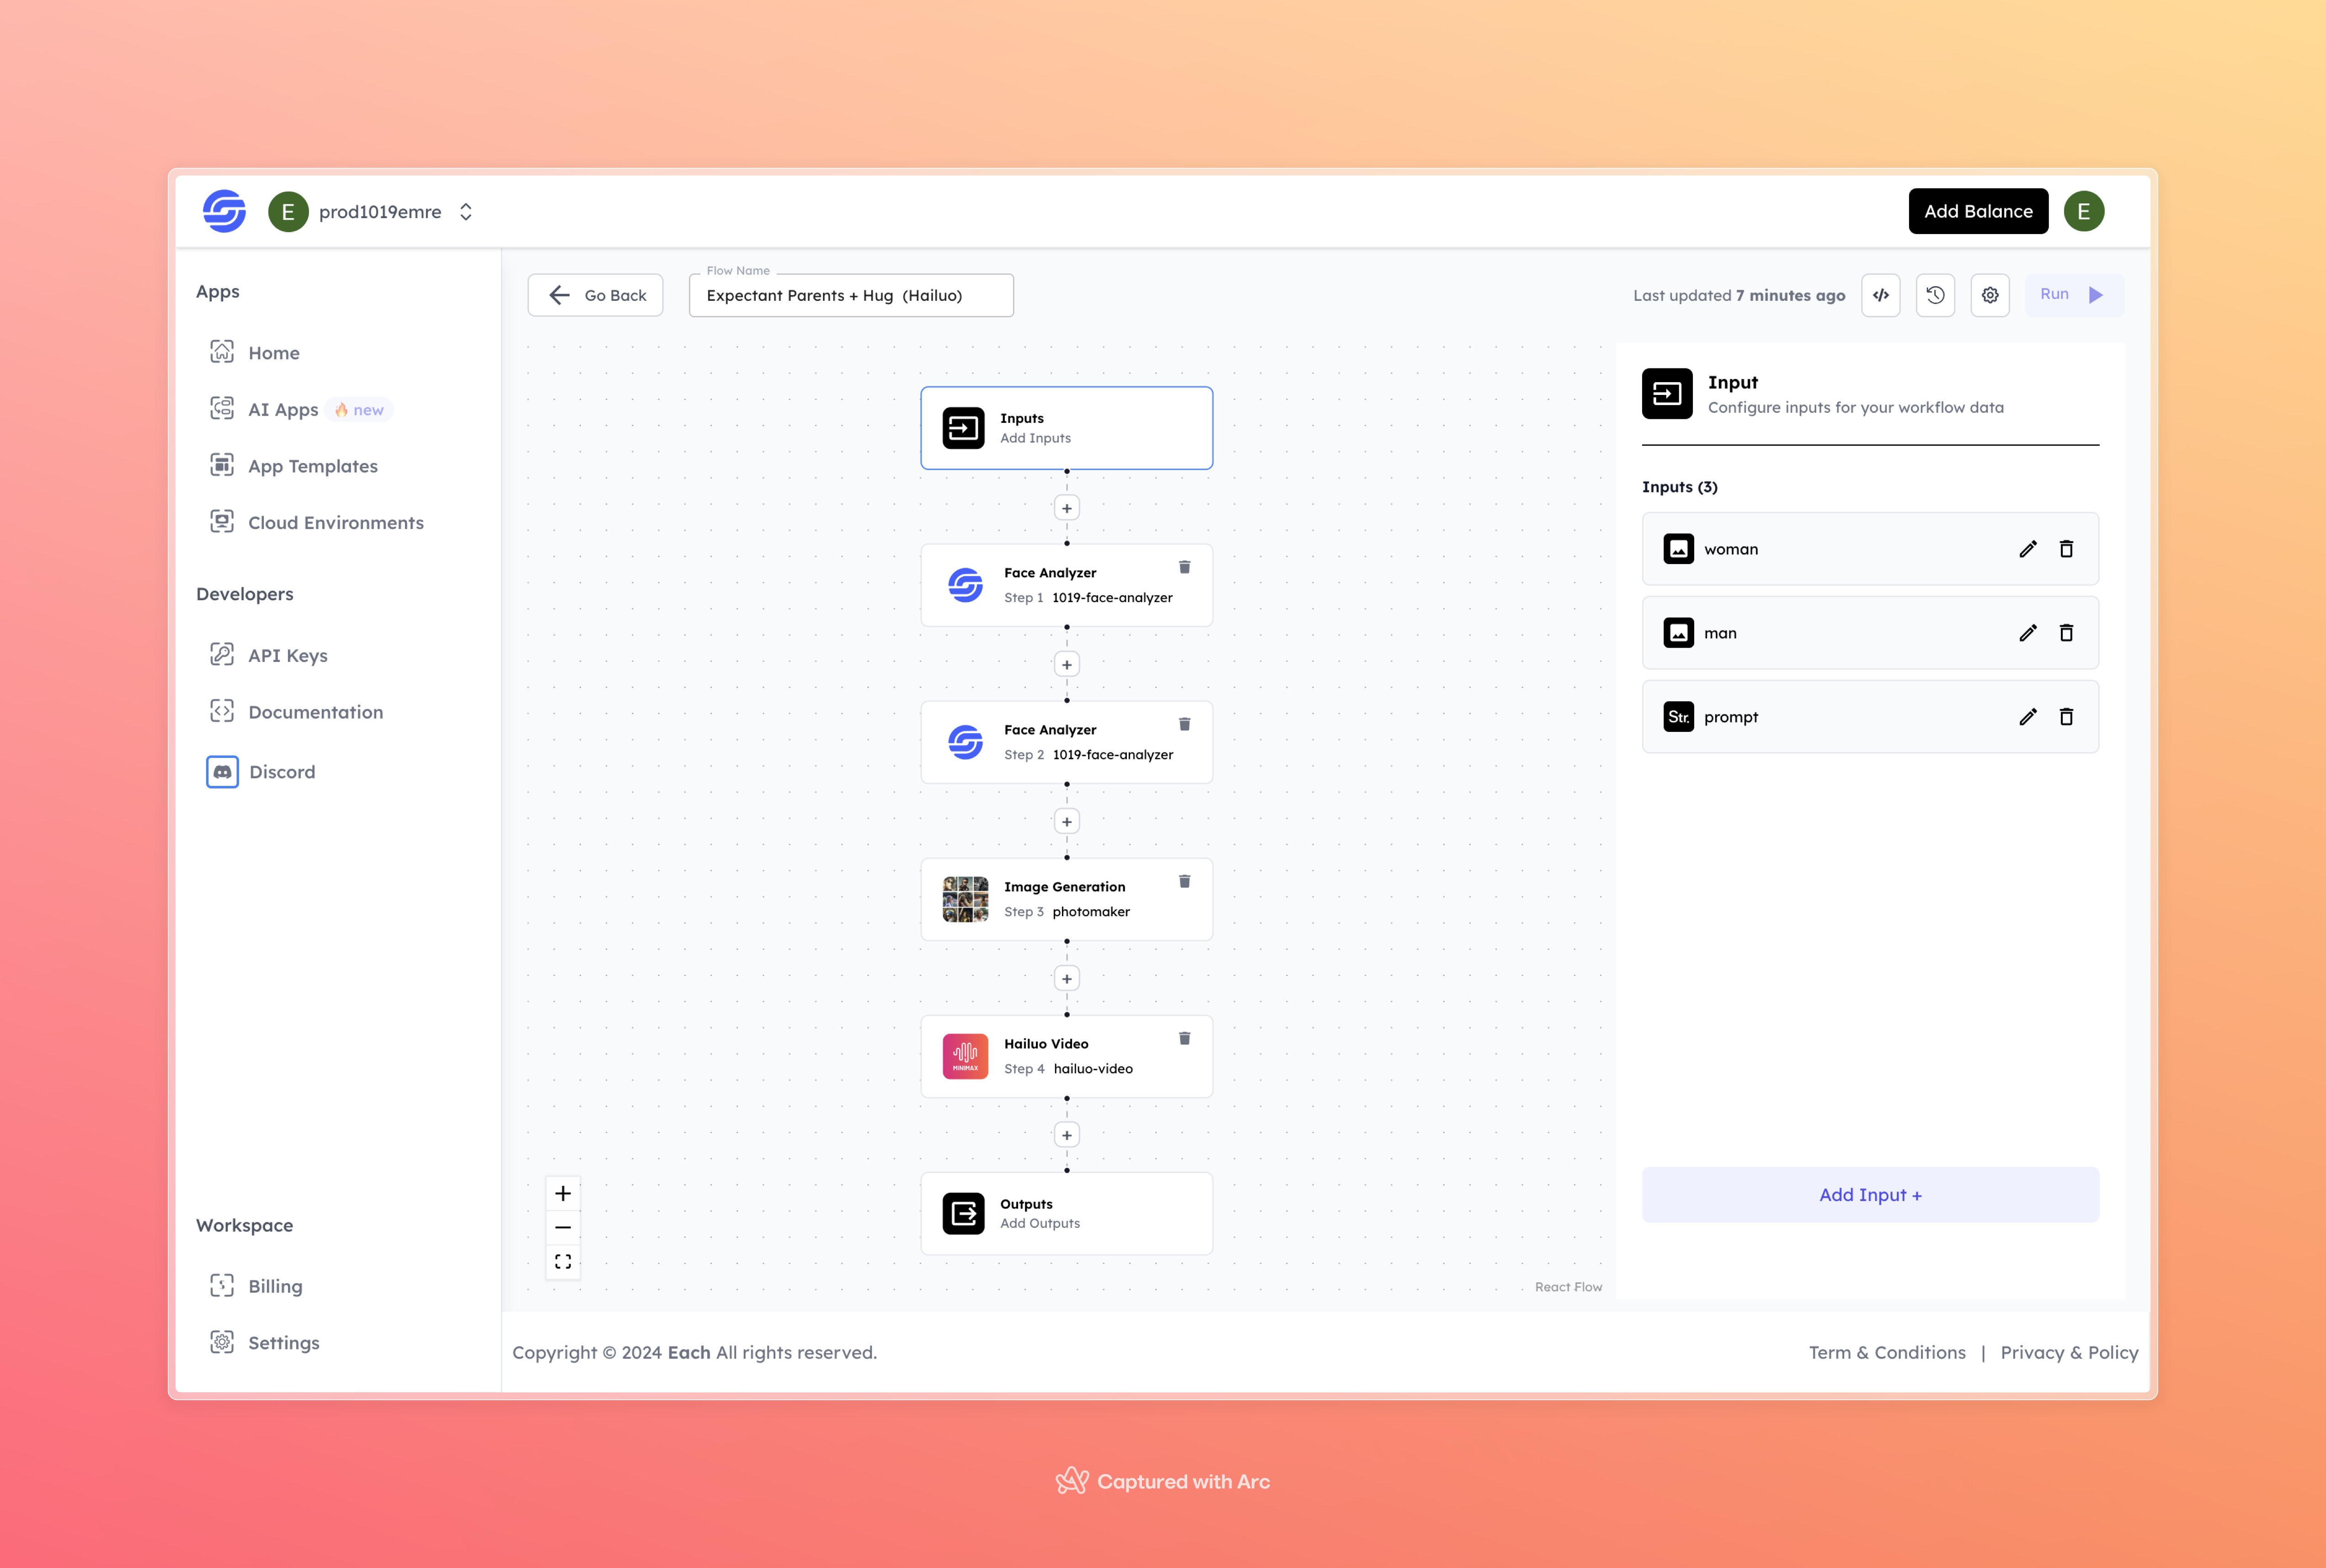 E prod1019emre
Add Balance E
Apps
Home
AI Apps 🔥 new
App Templates
Cloud Environments
Developers
API Keys
Documentation
Discord
Workspace
Billing
Settings
Go Back
Flow Name
Expectant Parents + Hug (Hailuo)
Last updated 7 minutes ago
Run
Inputs
Add Inputs
Face Analyzer
Step 1 1019-face-analyzer
Face Analyzer
Step 2 1019-face-analyzer
Image Generation
Step 3 photomaker
MINIMAX
Hailuo Video
Step 4 hailuo-video
Outputs
Add Outputs
React Flow
Input
Configure inputs for your workflow data
Inputs (3)
woman
man
Str. prompt
Add Input +
Copyright © 2024 Each All rights reserved.
Term & Conditions | Privacy & Policy
Captured with Arc